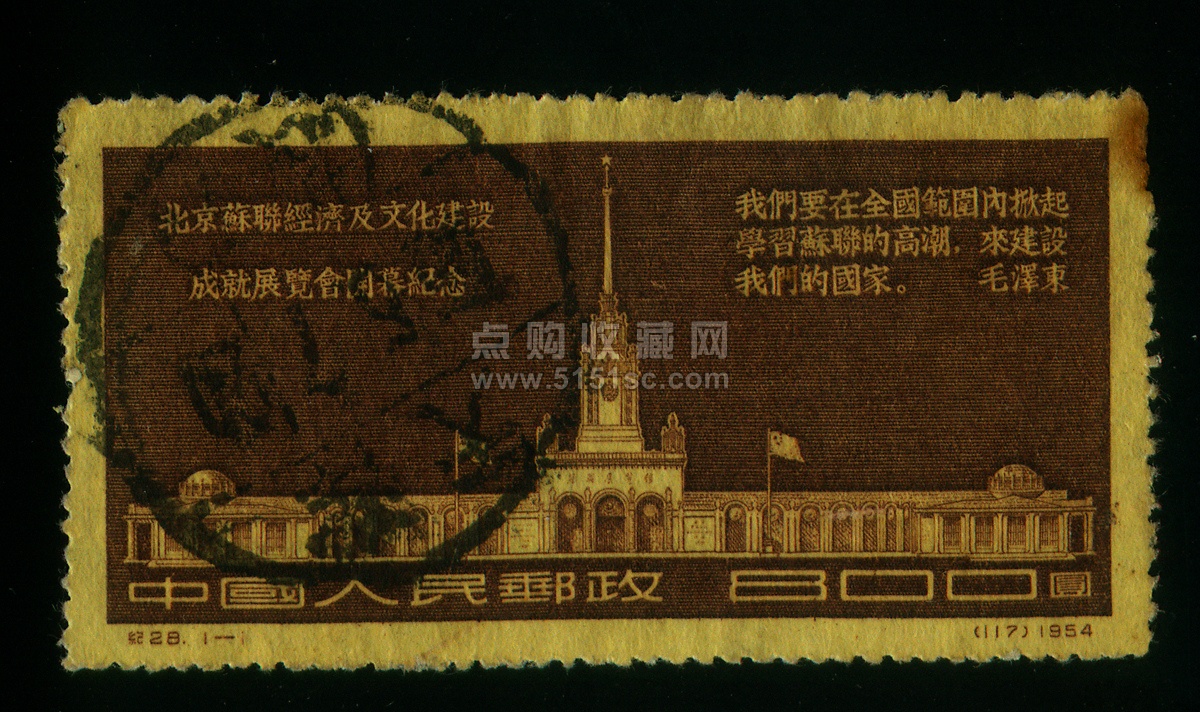 北京蘇聯經濟及文化建設
成就展覽會開幕紀念
我們要在全國範圍內掀起
學習蘇聯的高潮，來建設
我們的國家。 毛澤東
点购收藏网
www.5151sc.com
中國人民郵政 800圓
紀28. 1—1 (117) 1954